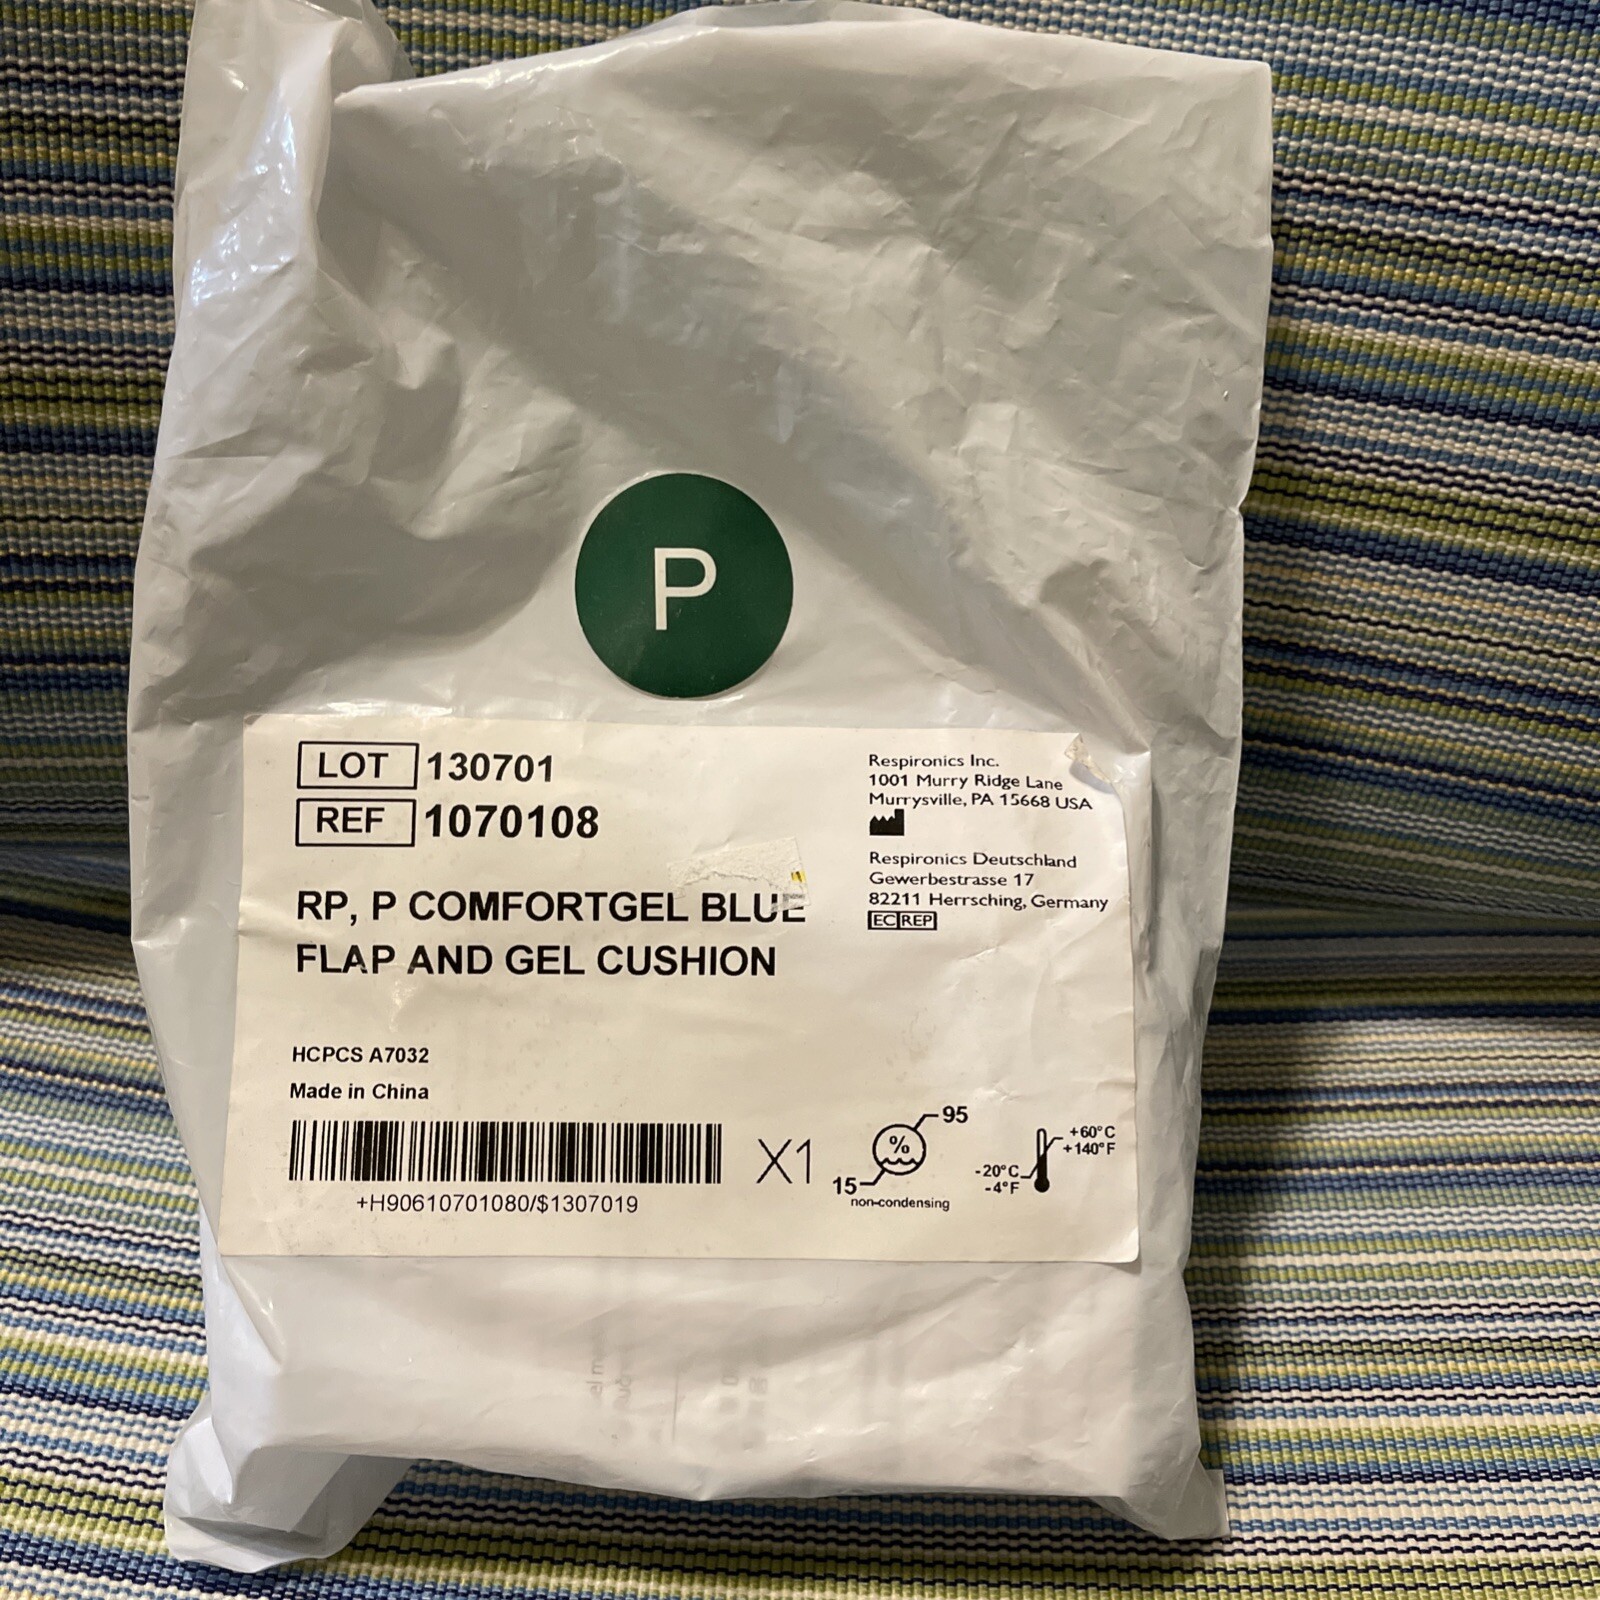 P
LOT 130701
REF 1070108
RP, P COMFORTGEL BLUE
FLAP AND GEL CUSHION
HCPCS A7032
Made in China
+H90610701080/$1307019
X1
Respironics Inc.
1001 Murry Ridge Lane
Murrysville, PA 15668 USA
Respironics Deutschland
Gewerbestrasse 17
82211 Herrsching, Germany
EC REP
95
%
15
non-condensing
+60°C
+140°F
-20°C
-4°F